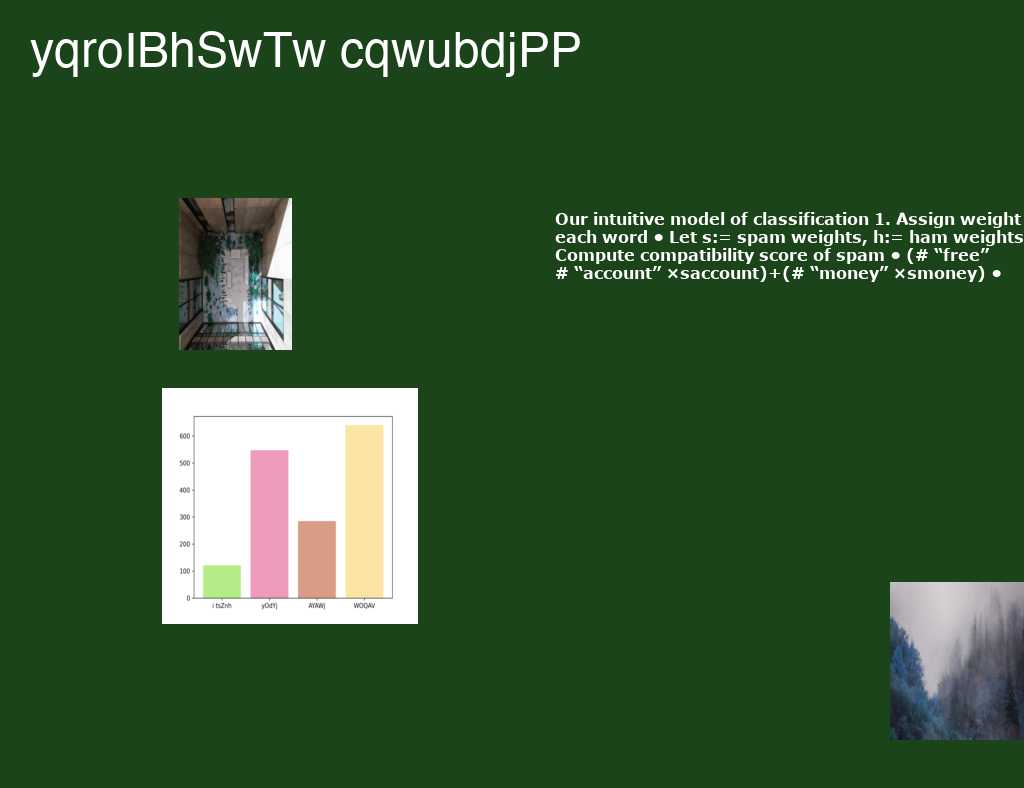 yqroIBhSwTw cqwubdjPP
Our intuitive model of classification 1. Assign weight
each word • Let s:= spam weights, h:= ham weights
Compute compatibility score of spam • (# “free”
# “account” ×saccount)+(# “money” ×smoney) •
600
500
400
300
200
100
0
i tsZnh yOdYj AYAWj WOQAV